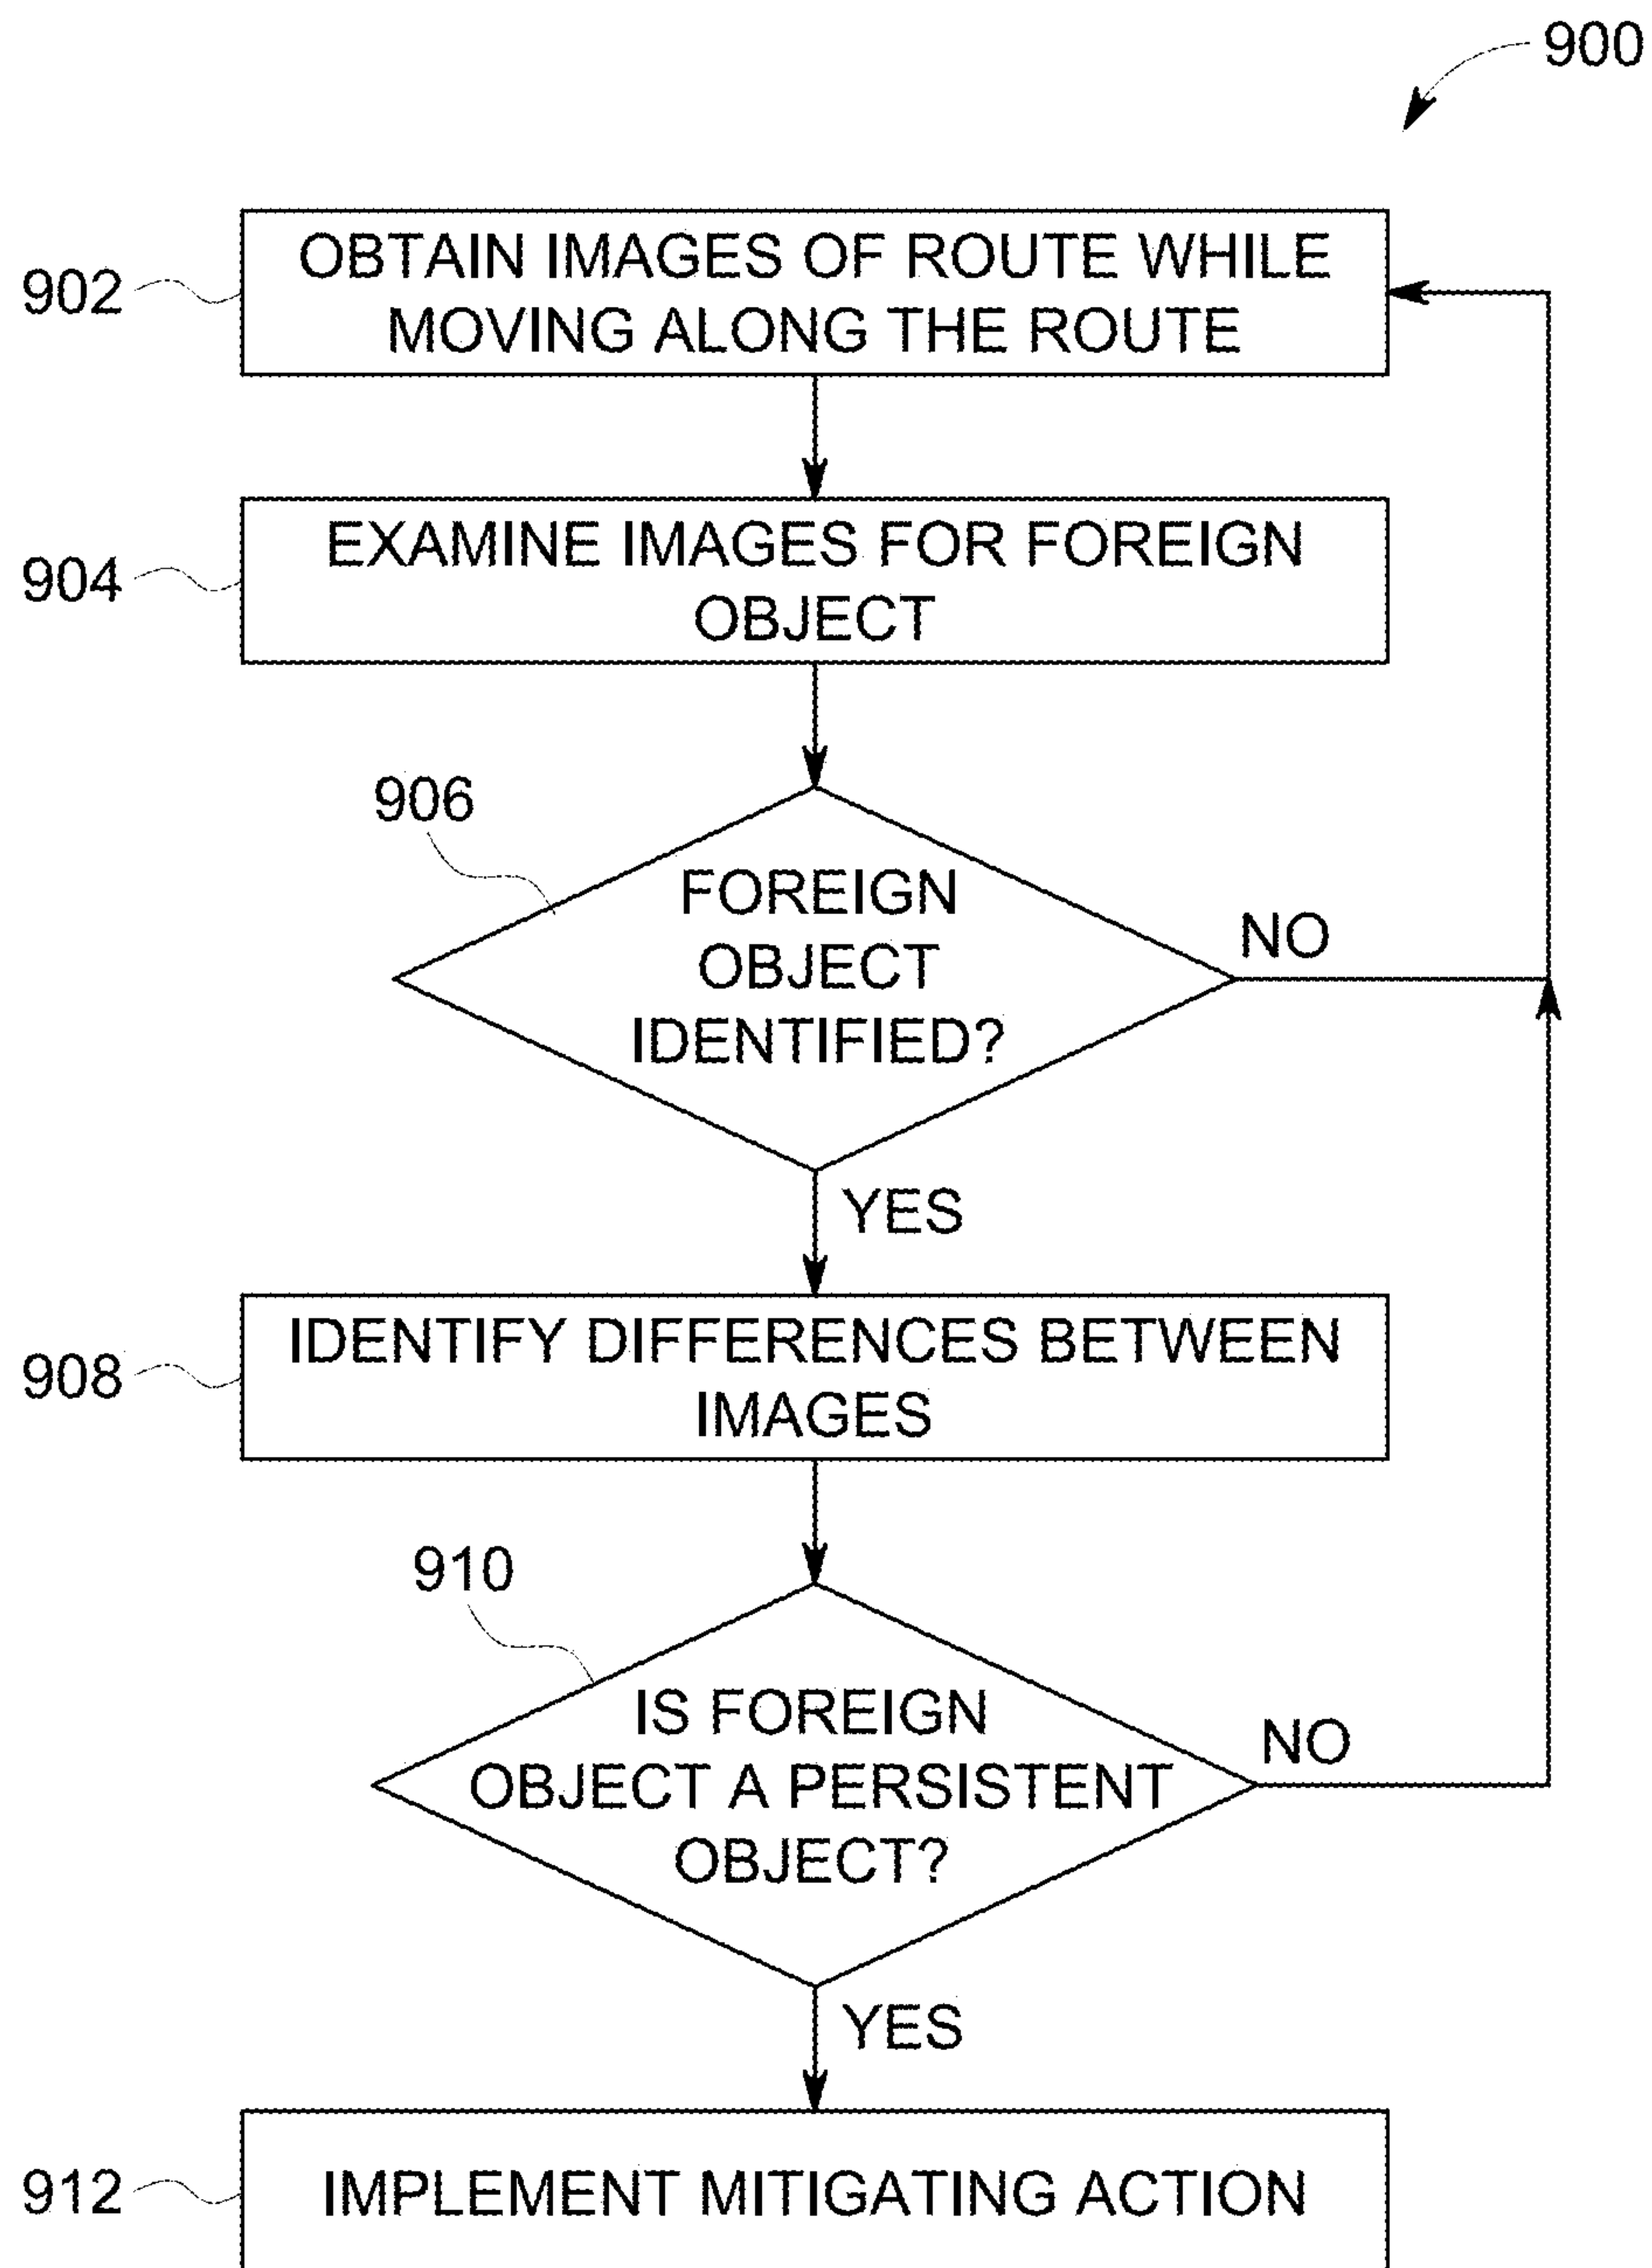 900
902
OBTAIN IMAGES OF ROUTE WHILE
MOVING ALONG THE ROUTE
904
EXAMINE IMAGES FOR FOREIGN
OBJECT
906
FOREIGN
OBJECT
IDENTIFIED?
NO
YES
908
IDENTIFY DIFFERENCES BETWEEN
IMAGES
910
IS FOREIGN
OBJECT A PERSISTENT
OBJECT?
NO
YES
912
IMPLEMENT MITIGATING ACTION